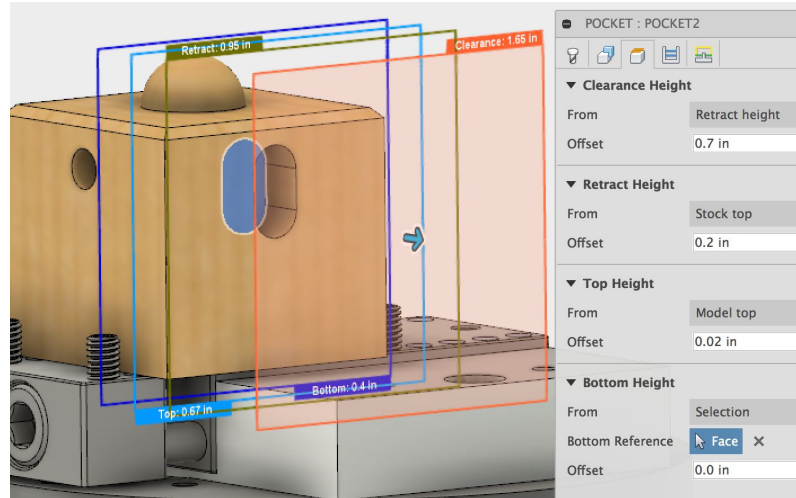 Retract: 0.95 in
Clearance: 1.65 in
Bottom: 0.4 in
Top: 0.67 in
POCKET : POCKET2
Clearance Height
From Retract height
Offset 0.7 in
Retract Height
From Stock top
Offset 0.2 in
Top Height
From Model top
Offset 0.02 in
Bottom Height
From Selection
Bottom Reference Face
Offset 0.0 in